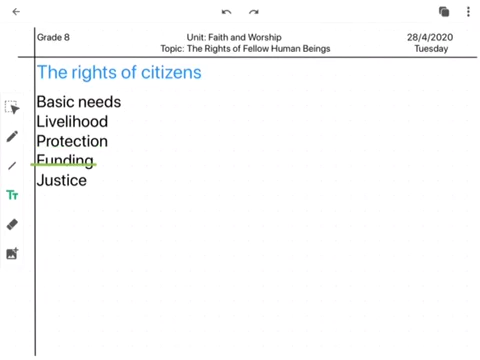 Grade 8
Unit: Faith and Worship
28/4/2020
Topic: The Rights of Fellow Human Beings
Tuesday
The rights of citizens
Basic needs
Livelihood
Protection
Funding
Justice
TT